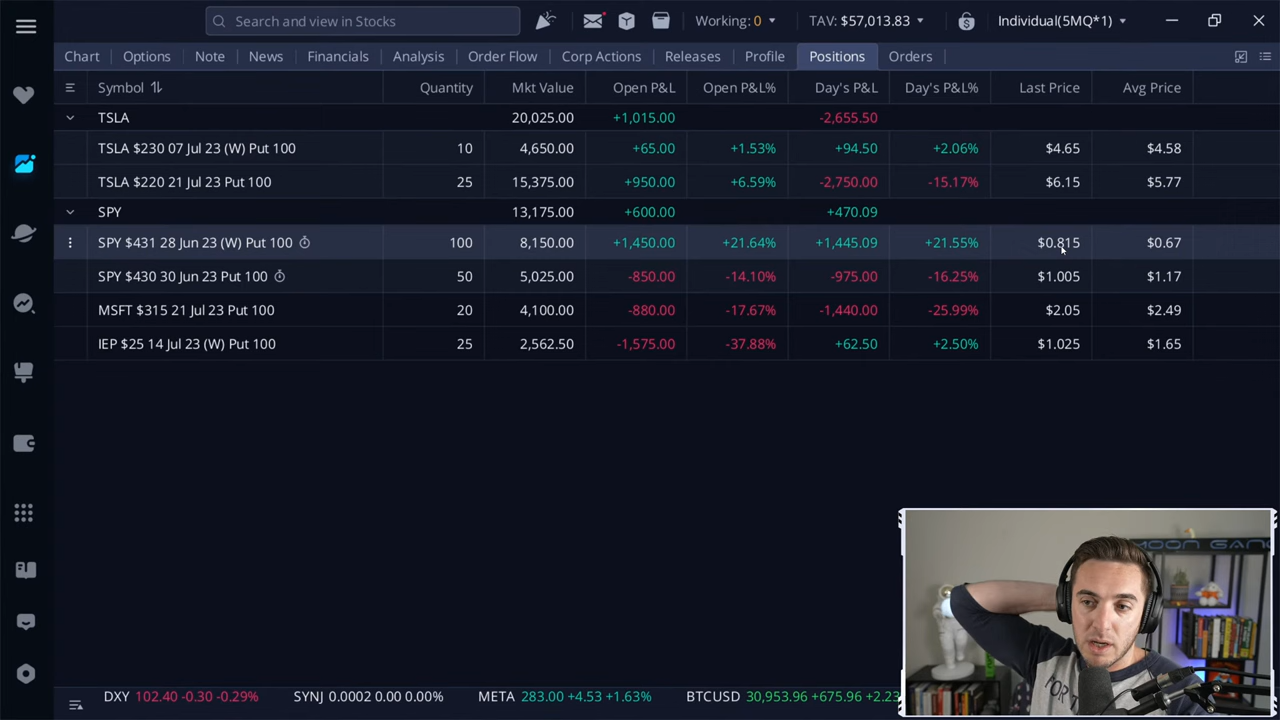 Search and view in Stocks Working: 0 TAV: $57,013.83 Individual(5MQ*1)
Chart Options Note News Financials Analysis Order Flow Corp Actions Releases Profile Positions Orders
Symbol Quantity Mkt Value Open P&L Open P&L% Day's P&L Day's P&L% Last Price Avg Price
TSLA 20,025.00 +1,015.00 -2,655.50
TSLA $230 07 Jul 23 (W) Put 100 10 4,650.00 +65.00 +1.53% +94.50 +2.06% $4.65 $4.58
TSLA $220 21 Jul 23 Put 100 25 15,375.00 +950.00 +6.59% -2,750.00 -15.17% $6.15 $5.77
SPY 13,175.00 +600.00 +470.09
SPY $431 28 Jun 23 (W) Put 100 100 8,150.00 +1,450.00 +21.64% +1,445.09 +21.55% $0.815 $0.67
SPY $430 30 Jun 23 Put 100 50 5,025.00 -850.00 -14.10% -975.00 -16.25% $1.005 $1.17
MSFT $315 21 Jul 23 Put 100 20 4,100.00 -880.00 -17.67% -1,440.00 -25.99% $2.05 $2.49
IEP $25 14 Jul 23 (W) Put 100 25 2,562.50 -1,575.00 -37.88% +62.50 +2.50% $1.025 $1.65
MOON GANG
FOR T
DXY 102.40 -0.30 -0.29% SYNJ 0.0002 0.00 0.00% META 283.00 +4.53 +1.63% BTCUSD 30,953.96 +675.96 +2.23